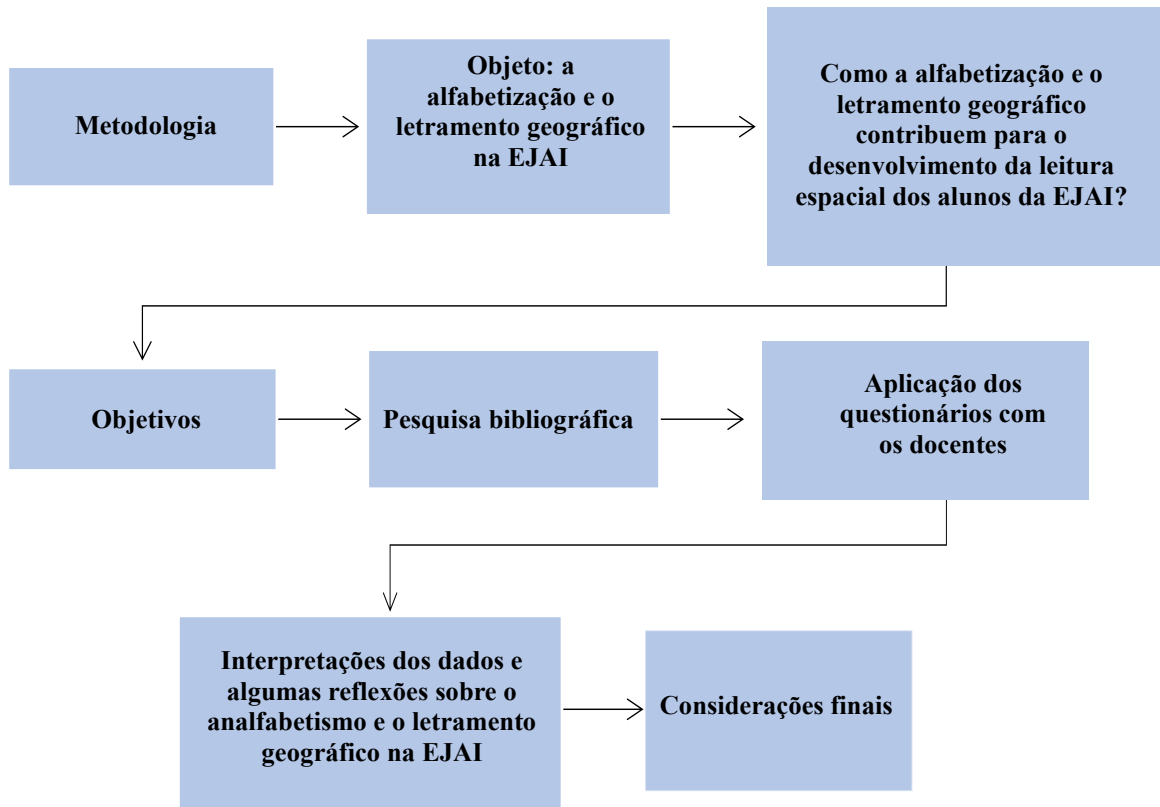 Metodologia
Objeto: a
alfabetização e o
letramento geográfico
na EJAI
Como a alfabetização e o
letramento geográfico
contribuem para o
desenvolvimento da leitura
espacial dos alunos da EJAI?
Objetivos
Pesquisa bibliográfica
Aplicação dos
questionários com
os docentes
Interpretações dos dados e
algumas reflexões sobre o
analfabetismo e o letramento
geográfico na EJAI
Considerações finais